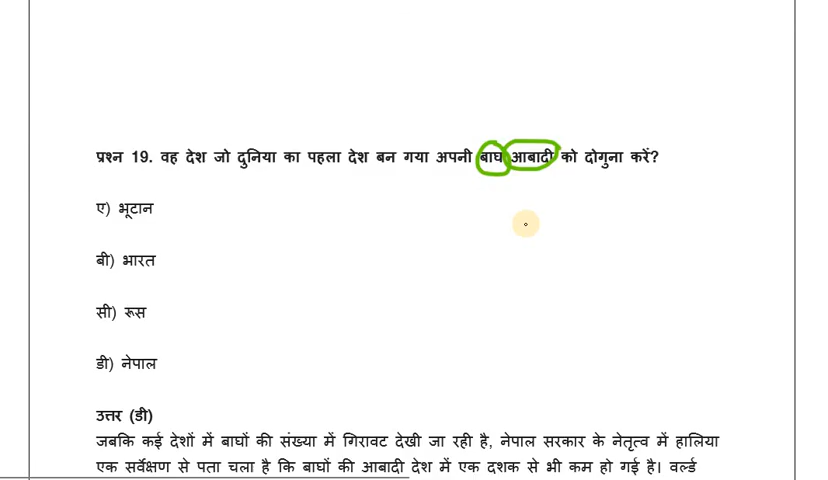 प्रश्न 19. वह देश जो दुनिया का पहला देश बन गया अपनी बाघ आबादी को दोगुना करें?
ए) भूटान
बी) भारत
सी) रूस
डी) नेपाल
उत्तर (डी)
जबकि कई देशों में बाघों की संख्या में गिरावट देखी जा रही है, नेपाल सरकार के नेतृत्व में हालिया
एक सर्वेक्षण से पता चला है कि बाघों की आबादी देश में एक दशक से भी कम हो गई है। वर्ल्ड